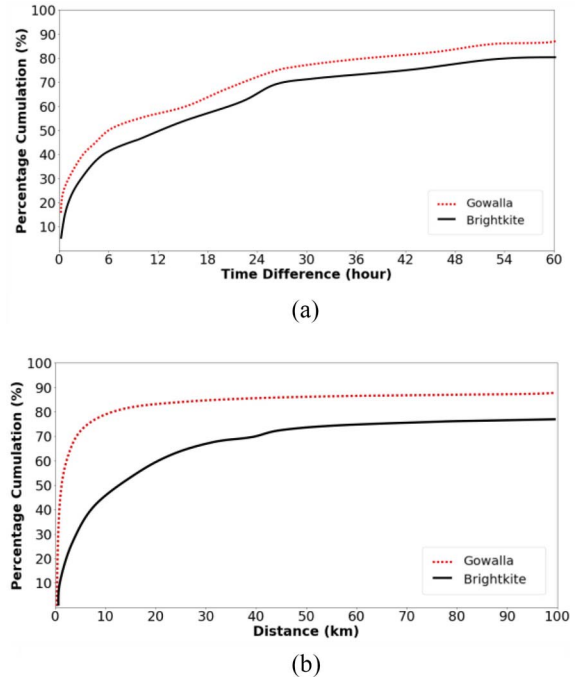 100
90
80
70
60
50
40
30
20
10
Percentage Cumulation (%)
Gowalla
Brightkite
0 6 12 18 24 30 36 42 48 54 60
Time Difference (hour)
(a)
100
90
80
70
60
50
40
30
20
10
Percentage Cumulation (%)
Gowalla
Brightkite
0 10 20 30 40 50 60 70 80 90 100
Distance (km)
(b)